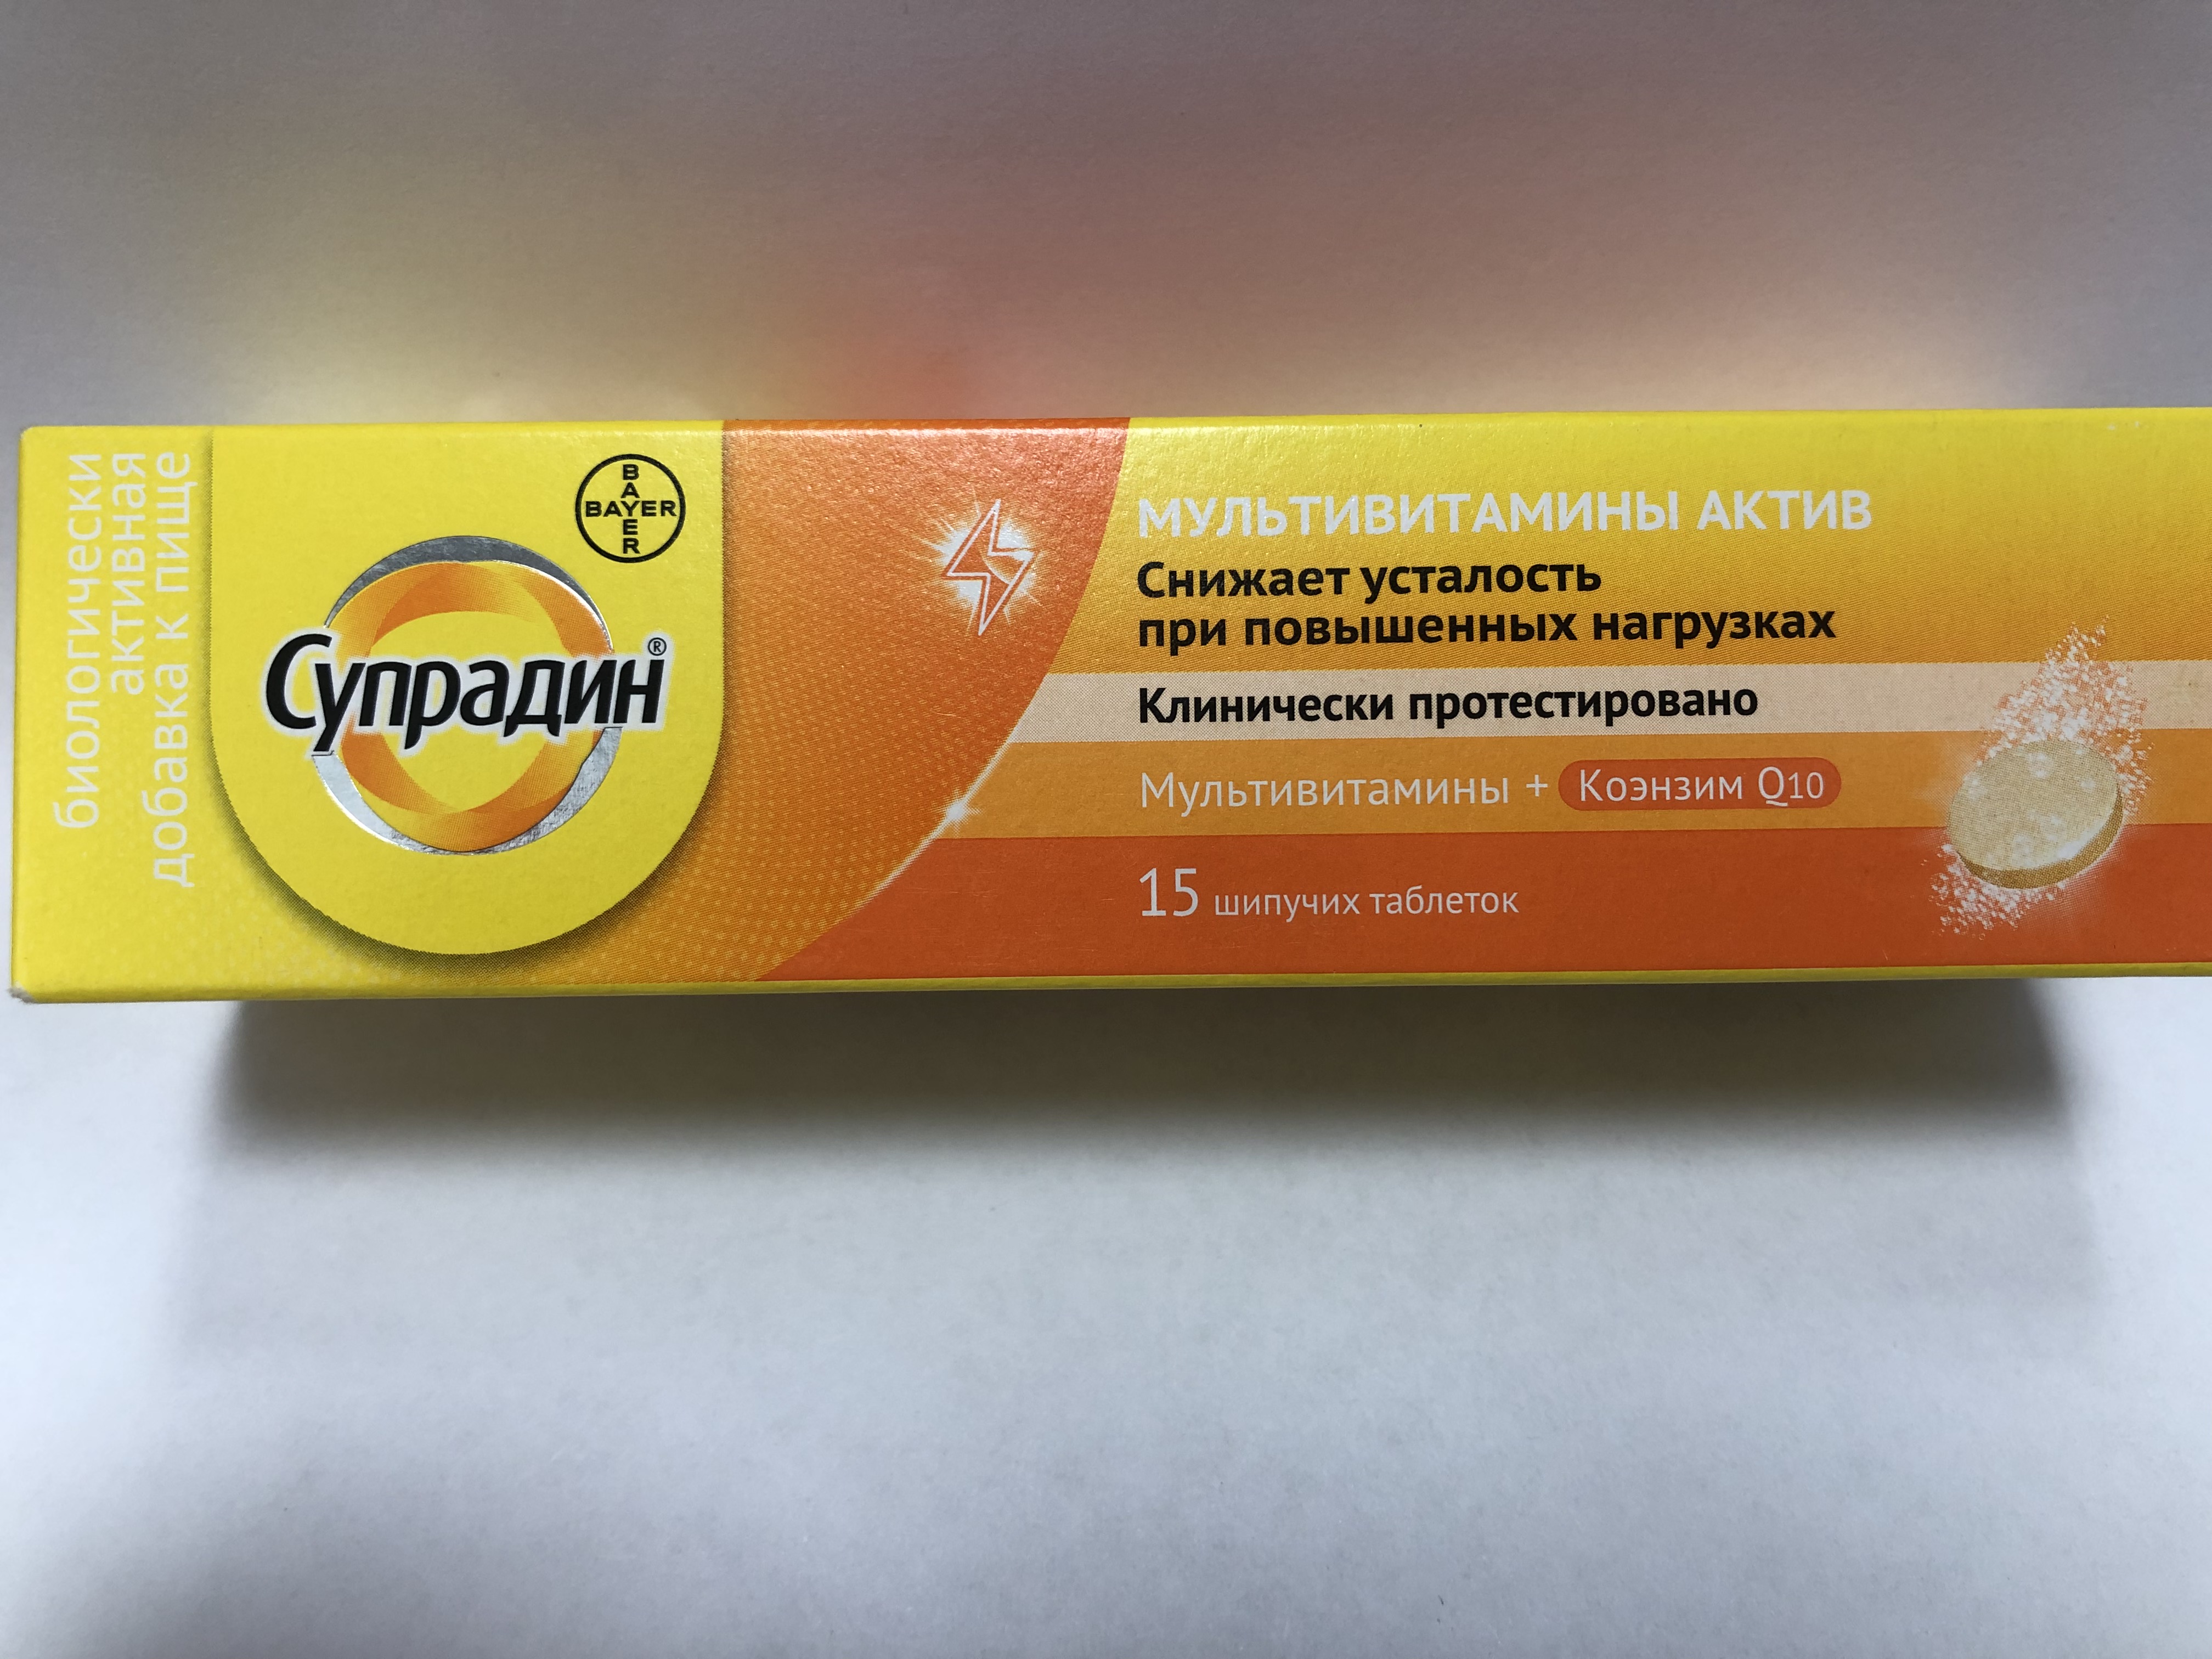 биологически
активная
добавка к пище
BAYER
BAYER
Супрадин®
МУЛЬТИВИТАМИНЫ АКТИВ
Снижает усталость
при повышенных нагрузках
Клинически протестировано
Мультивитамины + Коэнзим Q10
15 шипучих таблеток